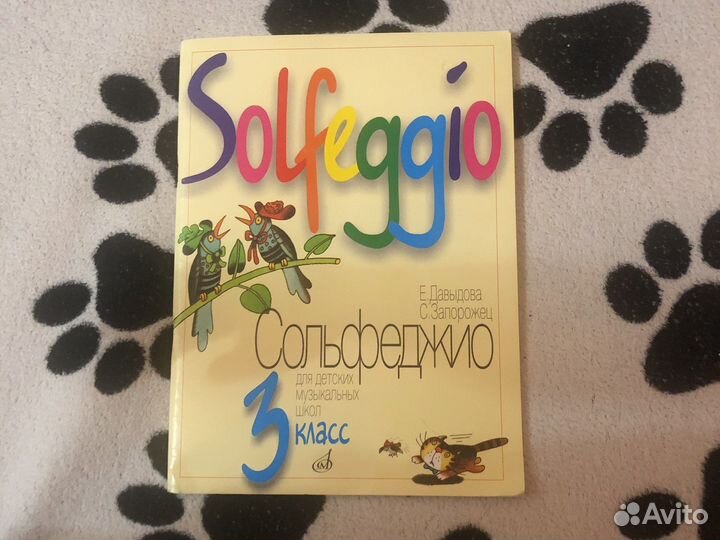 Solfeggio
Е. Давыдова
С. Запорожец
Сольфеджио
для детских
музыкальных
школ
3 класс
Avito